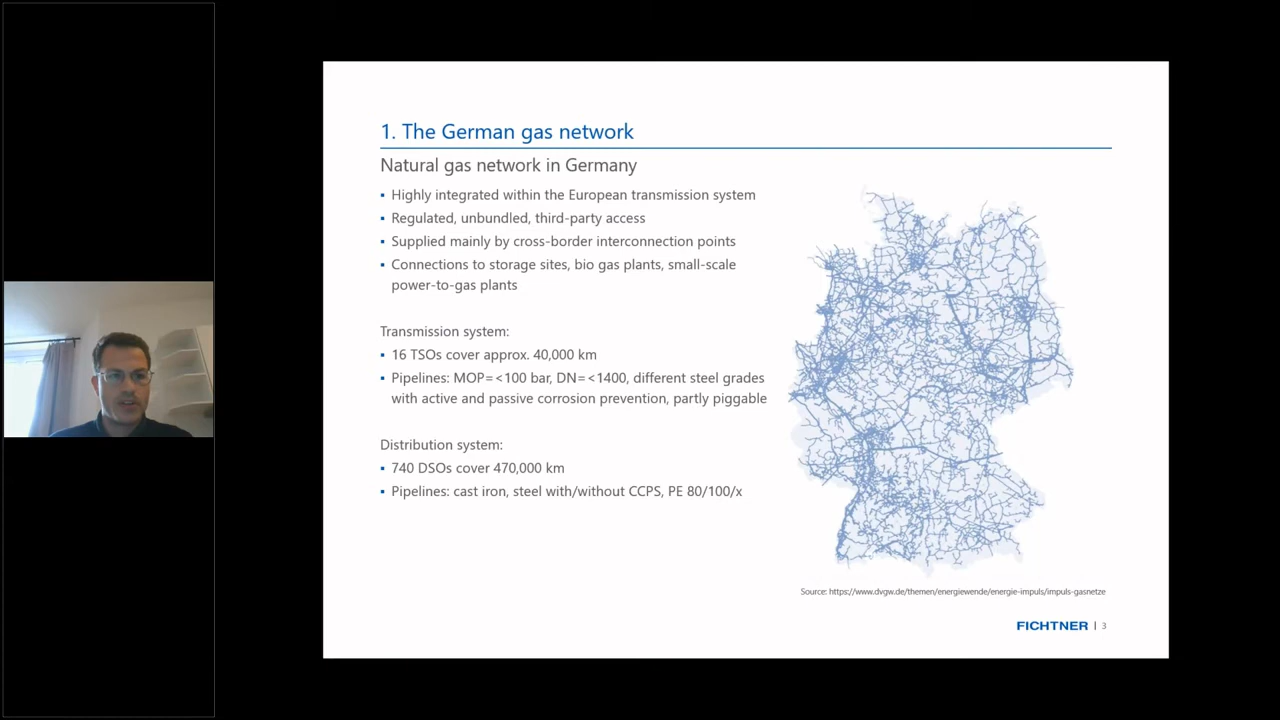 1. The German gas network
Natural gas network in Germany
▪ Highly integrated within the European transmission system
▪ Regulated, unbundled, third-party access
▪ Supplied mainly by cross-border interconnection points
▪ Connections to storage sites, bio gas plants, small-scale
power-to-gas plants
Transmission system:
▪ 16 TSOs cover approx. 40,000 km
▪ Pipelines: MOP=<100 bar, DN=<1400, different steel grades
with active and passive corrosion prevention, partly piggable
Distribution system:
▪ 740 DSOs cover 470,000 km
▪ Pipelines: cast iron, steel with/without CCPS, PE 80/100/x
Source: https://www.dvgw.de/themen/energiewende/energie-impuls/impuls-gasnetze
FICHTNER | 3